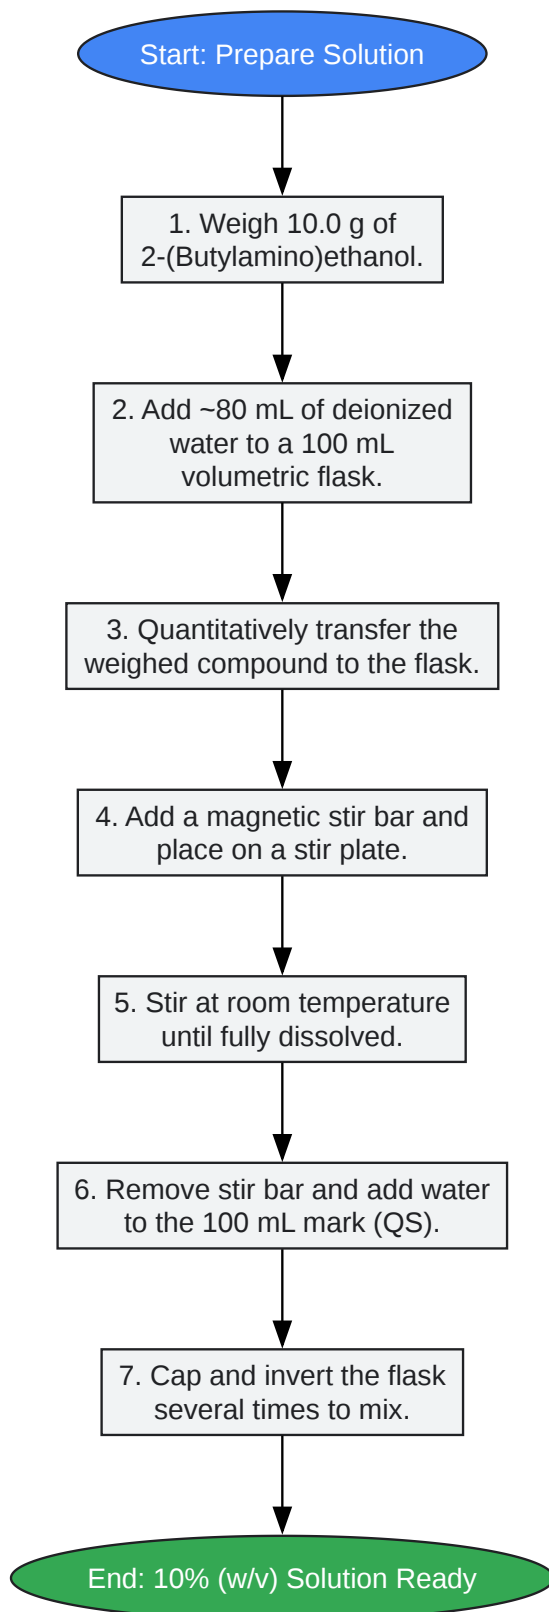 Start: Prepare Solution
1. Weigh 10.0 g of
2-(Butylamino)ethanol.
2. Add ~80 mL of deionized
water to a 100 mL
volumetric flask.
3. Quantitatively transfer the
weighed compound to the flask.
4. Add a magnetic stir bar and
place on a stir plate.
5. Stir at room temperature
until fully dissolved.
6. Remove stir bar and add water
to the 100 mL mark (QS).
7. Cap and invert the flask
several times to mix.
End: 10% (w/v) Solution Ready